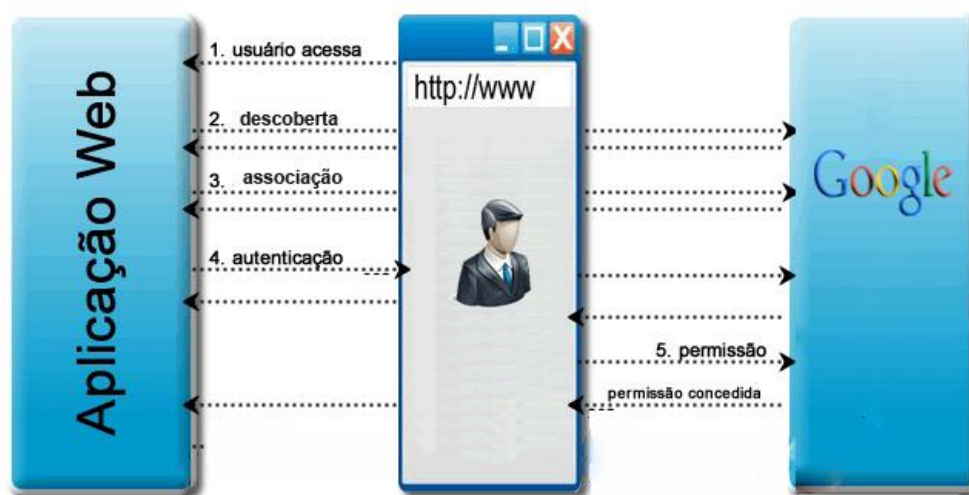 Aplicação Web
1. usuário acessa
http://www
2. descoberta
3. associação
Google
4. autenticação
5. permissão
permissão concedida